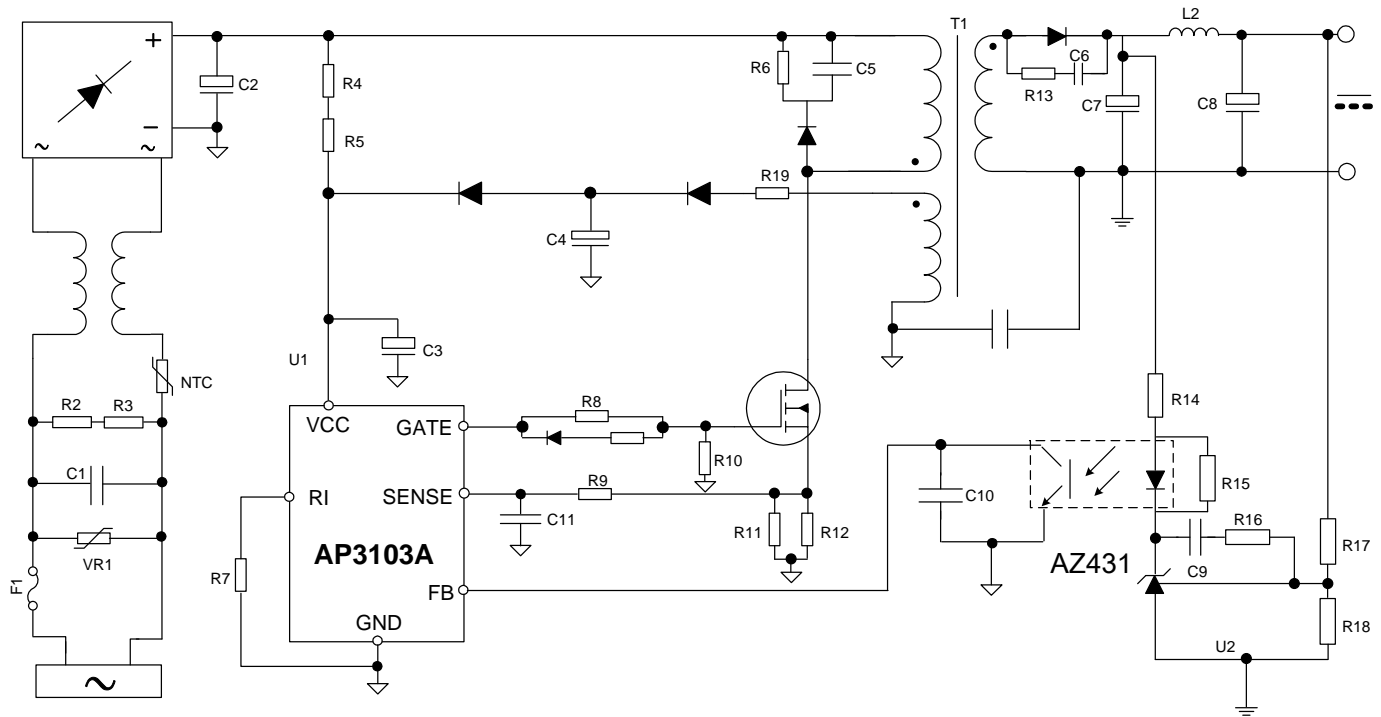 T1
L2
+
C2
R4
R6
C5
C6
R13
C7
C8
−
~
~
R5
R19
C4
U1
C3
NTC
R2
R3
VCC
GATE
R8
R14
R10
C1
RI
SENSE
R9
C10
R15
C11
R11
R12
R16
VR1
AP3103A
AZ431
C9
R17
F1
R7
FB
GND
U2
R18
~